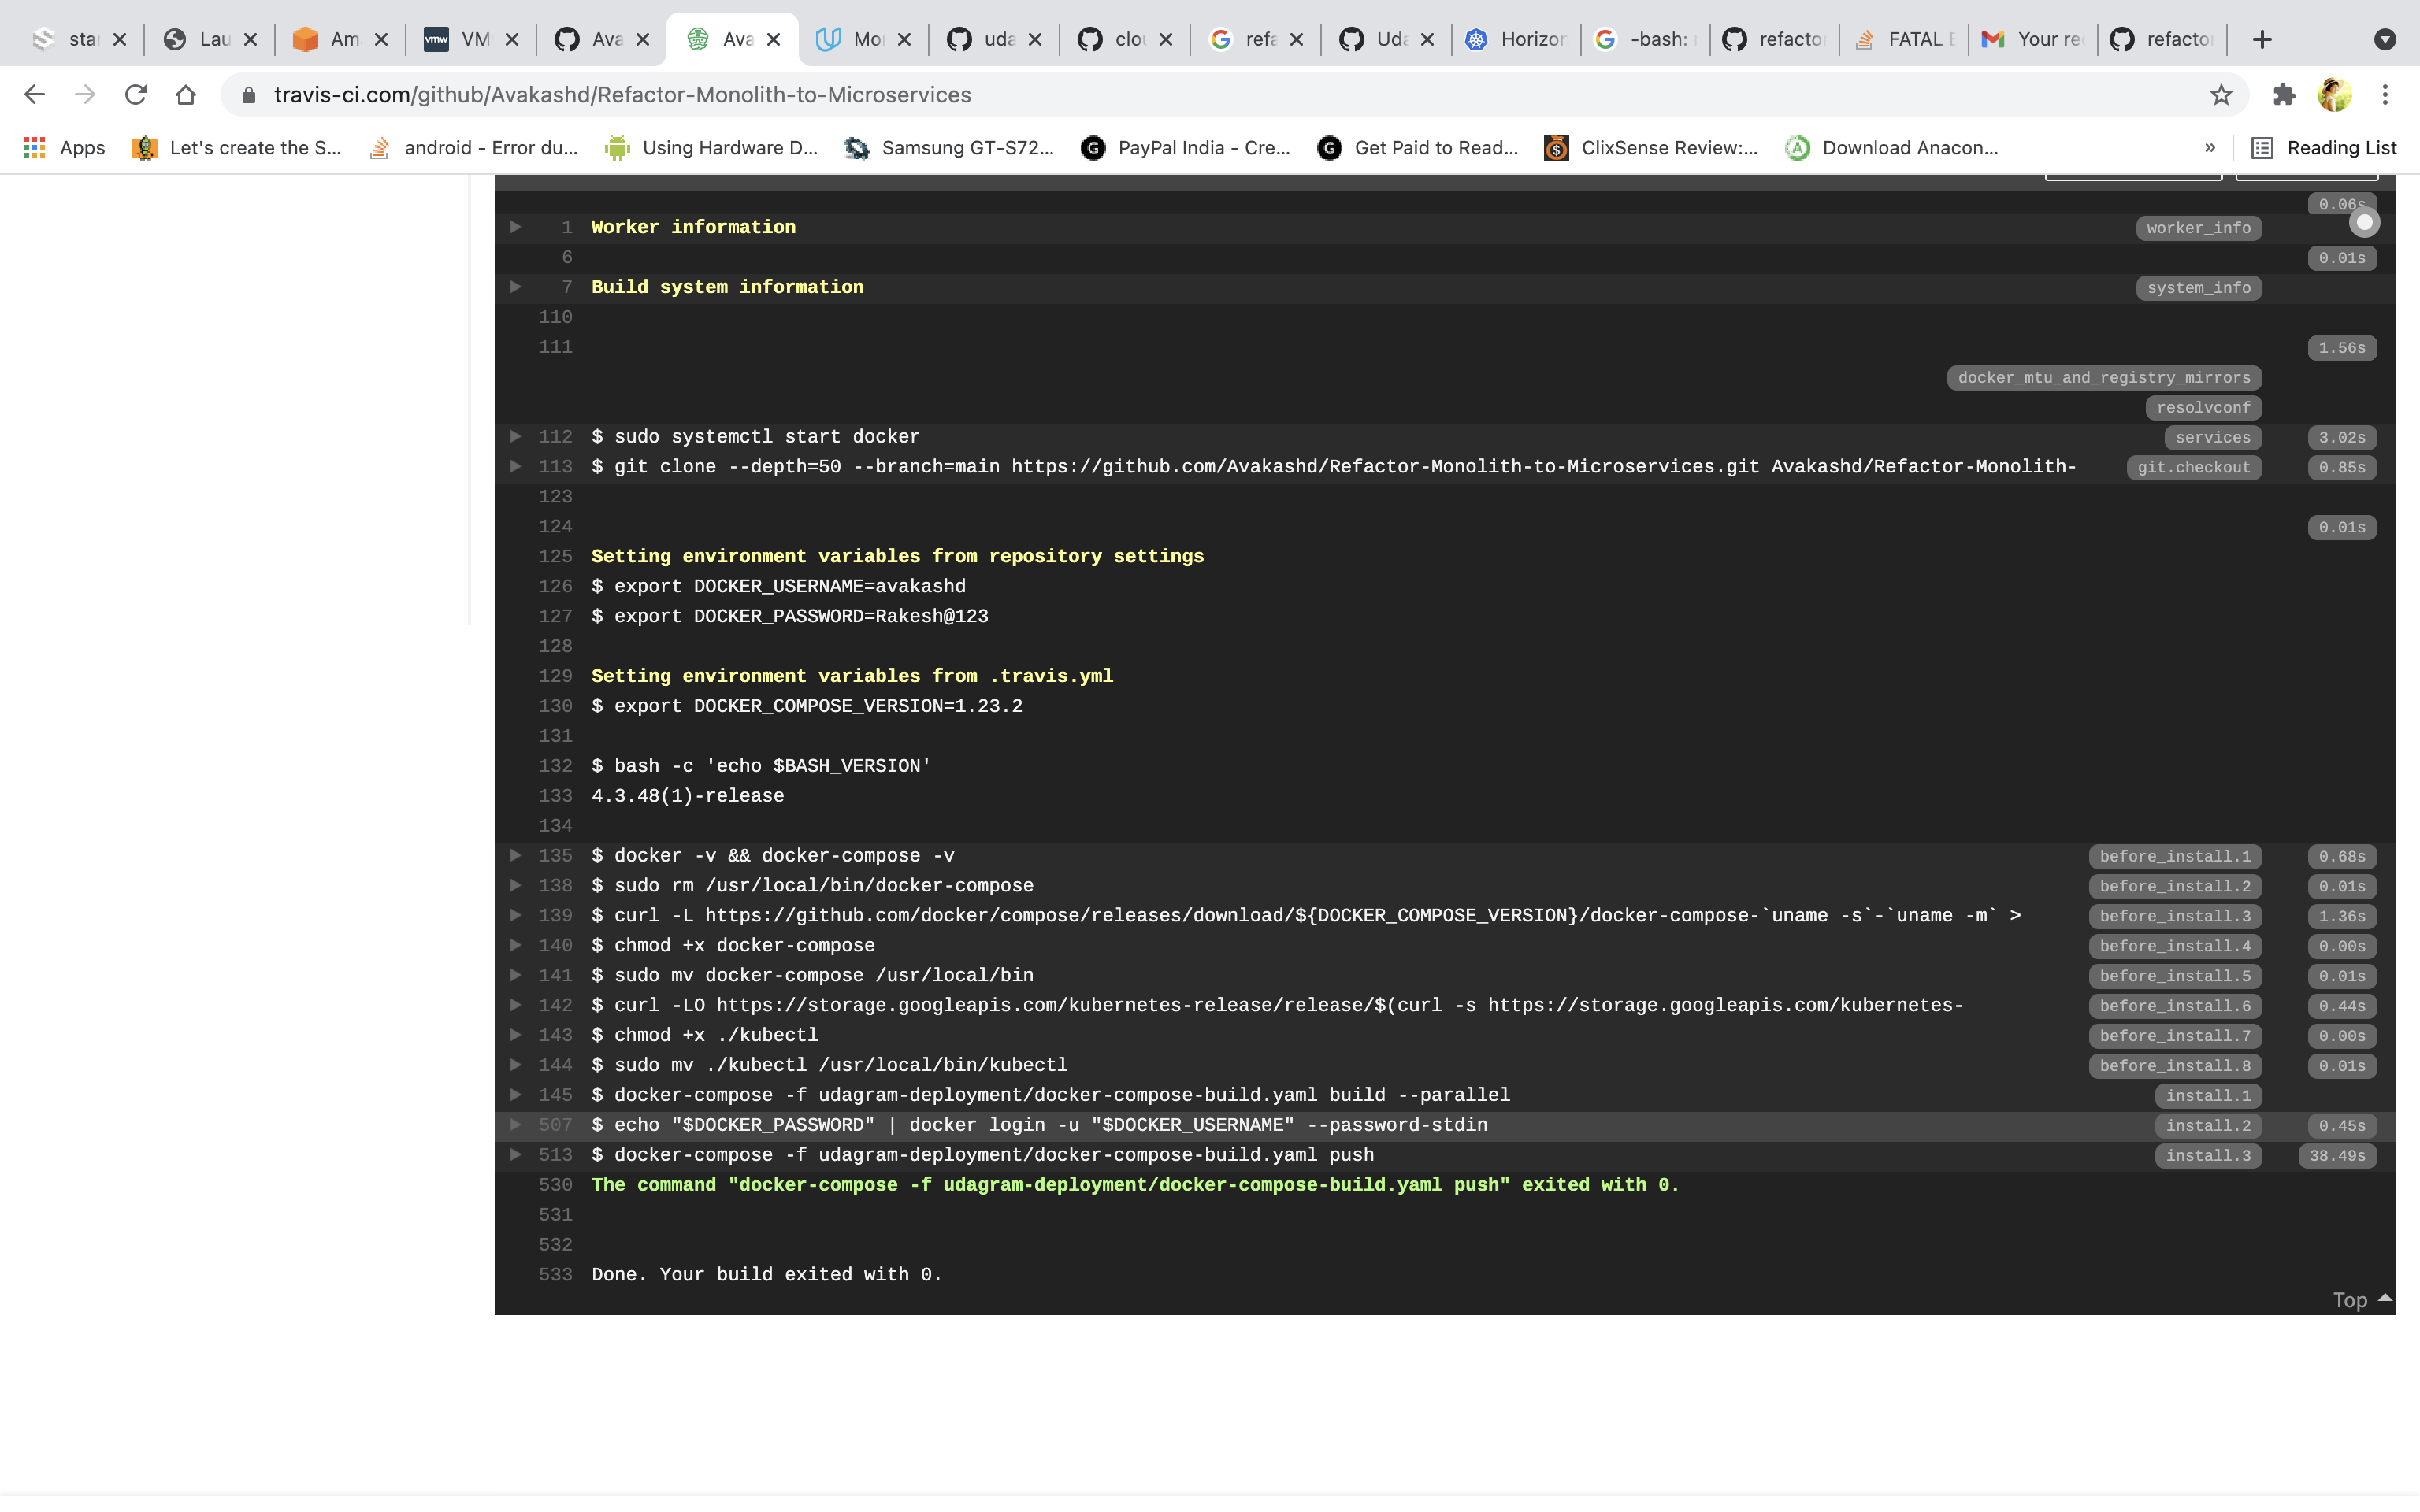 star
Lau
Am
VM
Ava
Ava
Mo
uda
clou
refa
Uda
Horizon
-bash:
refactor
FATAL E
Your re
refactor
travis-ci.com/github/Avakashd/Refactor-Monolith-to-Microservices
Apps
Let's create the S...
android - Error du...
Using Hardware D...
Samsung GT-S72...
PayPal India - Cre...
Get Paid to Read...
ClixSense Review:...
Download Anacon...
»
Reading List
0.06s
1 Worker information worker_info
6 0.01s
7 Build system information system_info
110
111 1.56s
docker_mtu_and_registry_mirrors
resolvconf
112 $ sudo systemctl start docker services 3.02s
113 $ git clone --depth=50 --branch=main https://github.com/Avakashd/Refactor-Monolith-to-Microservices.git Avakashd/Refactor-Monolith- git.checkout 0.85s
123
124 0.01s
125 Setting environment variables from repository settings
126 $ export DOCKER_USERNAME=avakashd
127 $ export DOCKER_PASSWORD=Rakesh@123
128
129 Setting environment variables from .travis.yml
130 $ export DOCKER_COMPOSE_VERSION=1.23.2
131
132 $ bash -c 'echo $BASH_VERSION'
133 4.3.48(1)-release
134
135 $ docker -v && docker-compose -v before_install.1 0.68s
138 $ sudo rm /usr/local/bin/docker-compose before_install.2 0.01s
139 $ curl -L https://github.com/docker/compose/releases/download/${DOCKER_COMPOSE_VERSION}/docker-compose-`uname -s`-`uname -m` > before_install.3 1.36s
140 $ chmod +x docker-compose before_install.4 0.00s
141 $ sudo mv docker-compose /usr/local/bin before_install.5 0.01s
142 $ curl -LO https://storage.googleapis.com/kubernetes-release/release/$(curl -s https://storage.googleapis.com/kubernetes- before_install.6 0.44s
143 $ chmod +x ./kubectl before_install.7 0.00s
144 $ sudo mv ./kubectl /usr/local/bin/kubectl before_install.8 0.01s
145 $ docker-compose -f udagram-deployment/docker-compose-build.yaml build --parallel install.1
507 $ echo "$DOCKER_PASSWORD" | docker login -u "$DOCKER_USERNAME" --password-stdin install.2 0.45s
513 $ docker-compose -f udagram-deployment/docker-compose-build.yaml push install.3 38.49s
530 The command "docker-compose -f udagram-deployment/docker-compose-build.yaml push" exited with 0.
531
532
533 Done. Your build exited with 0.
Top